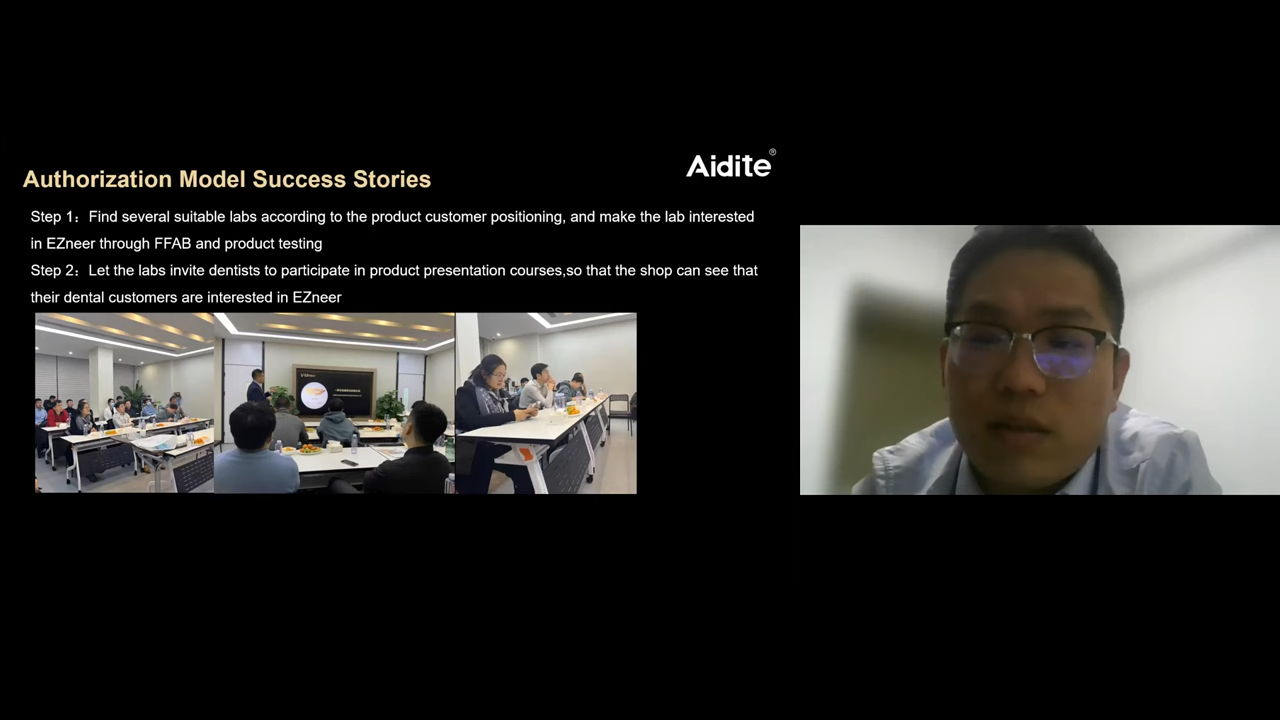 Aidite®
Authorization Model Success Stories
Step 1：Find several suitable labs according to the product customer positioning, and make the lab interested
in EZneer through FFAB and product testing
Step 2：Let the labs invite dentists to participate in product presentation courses,so that the shop can see that
their dental customers are interested in EZneer